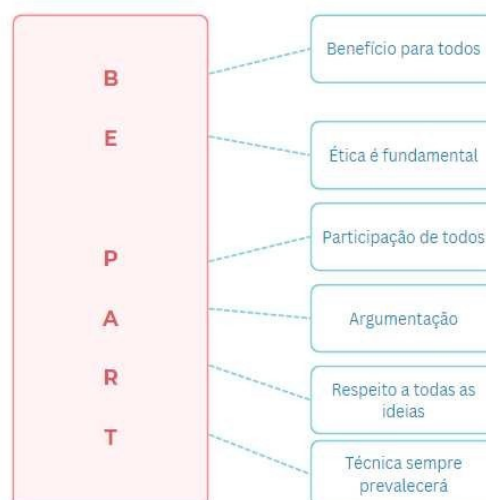 B
Benefício para todos
E
Ética é fundamental
P
Participação de todos
A
Argumentação
R
Respeito a todas as
ideias
T
Técnica sempre
prevalecerá